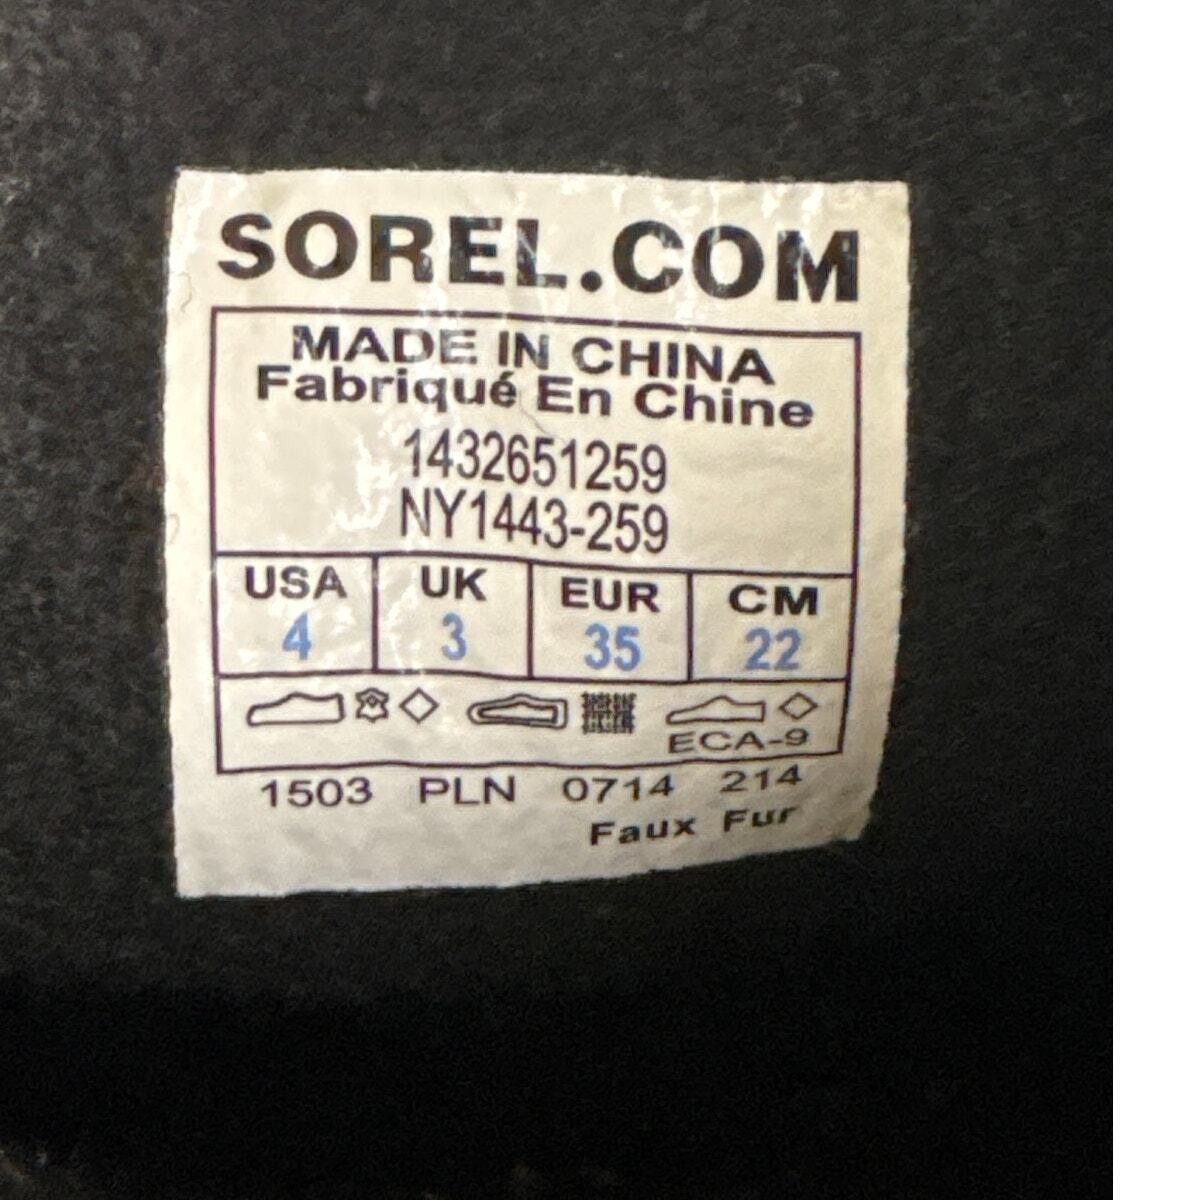 SOREL.COM
MADE IN CHINA
Fabriqué En Chine
1432651259
NY1443-259
USA UK EUR CM
4 3 35 22
ECA-9
1503 PLN 0714 214
Faux Fur